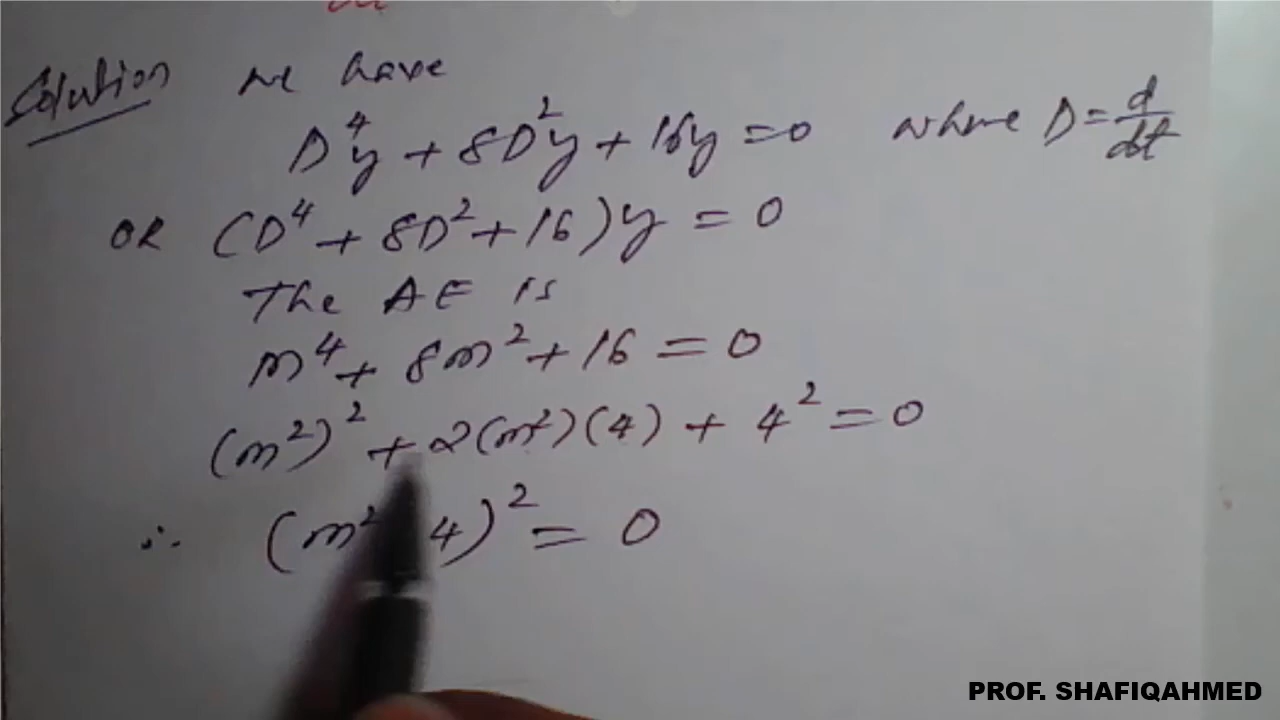 Solution we have
D⁴y + 8D²y + 16y = 0 where D = d/dt
OR (D⁴ + 8D² + 16)y = 0
The AE is
m⁴ + 8m² + 16 = 0
(m²)² + 2(m²)(4) + 4² = 0
∴ (m² 4)² = 0
PROF. SHAFIQAHMED